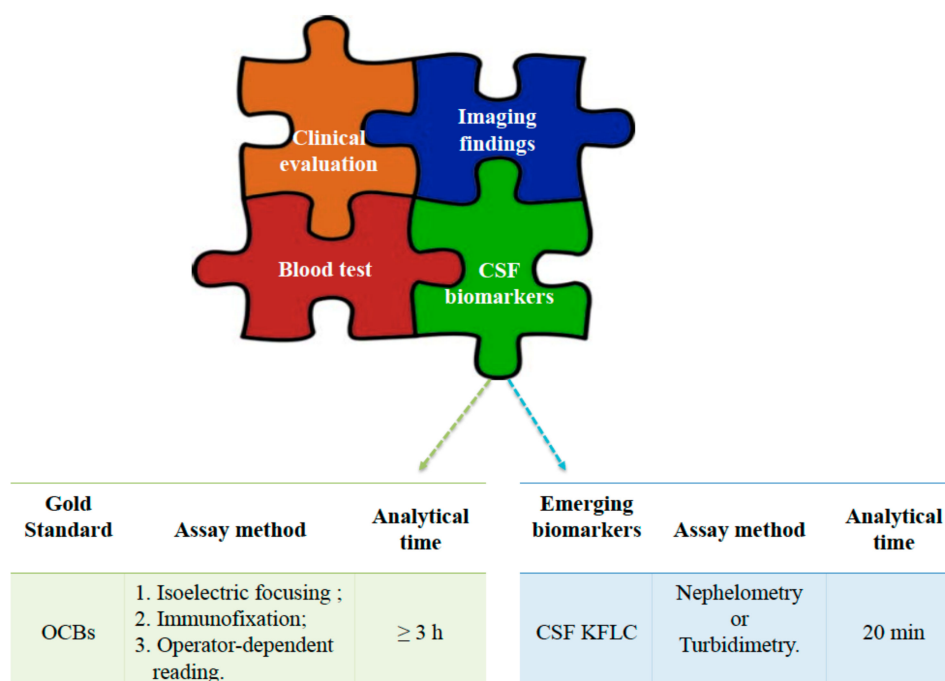 Clinical
evaluation
Imaging
findings
Blood test
CSF
biomarkers
Gold
Standard
Assay method
Analytical
time
OCBs
1. Isoelectric focusing ;
2. Immunofixation;
3. Operator-dependent
reading.
≥ 3 h
Emerging
biomarkers
Assay method
Analytical
time
CSF KFLC
Nephelometry
or
Turbidimetry.
20 min